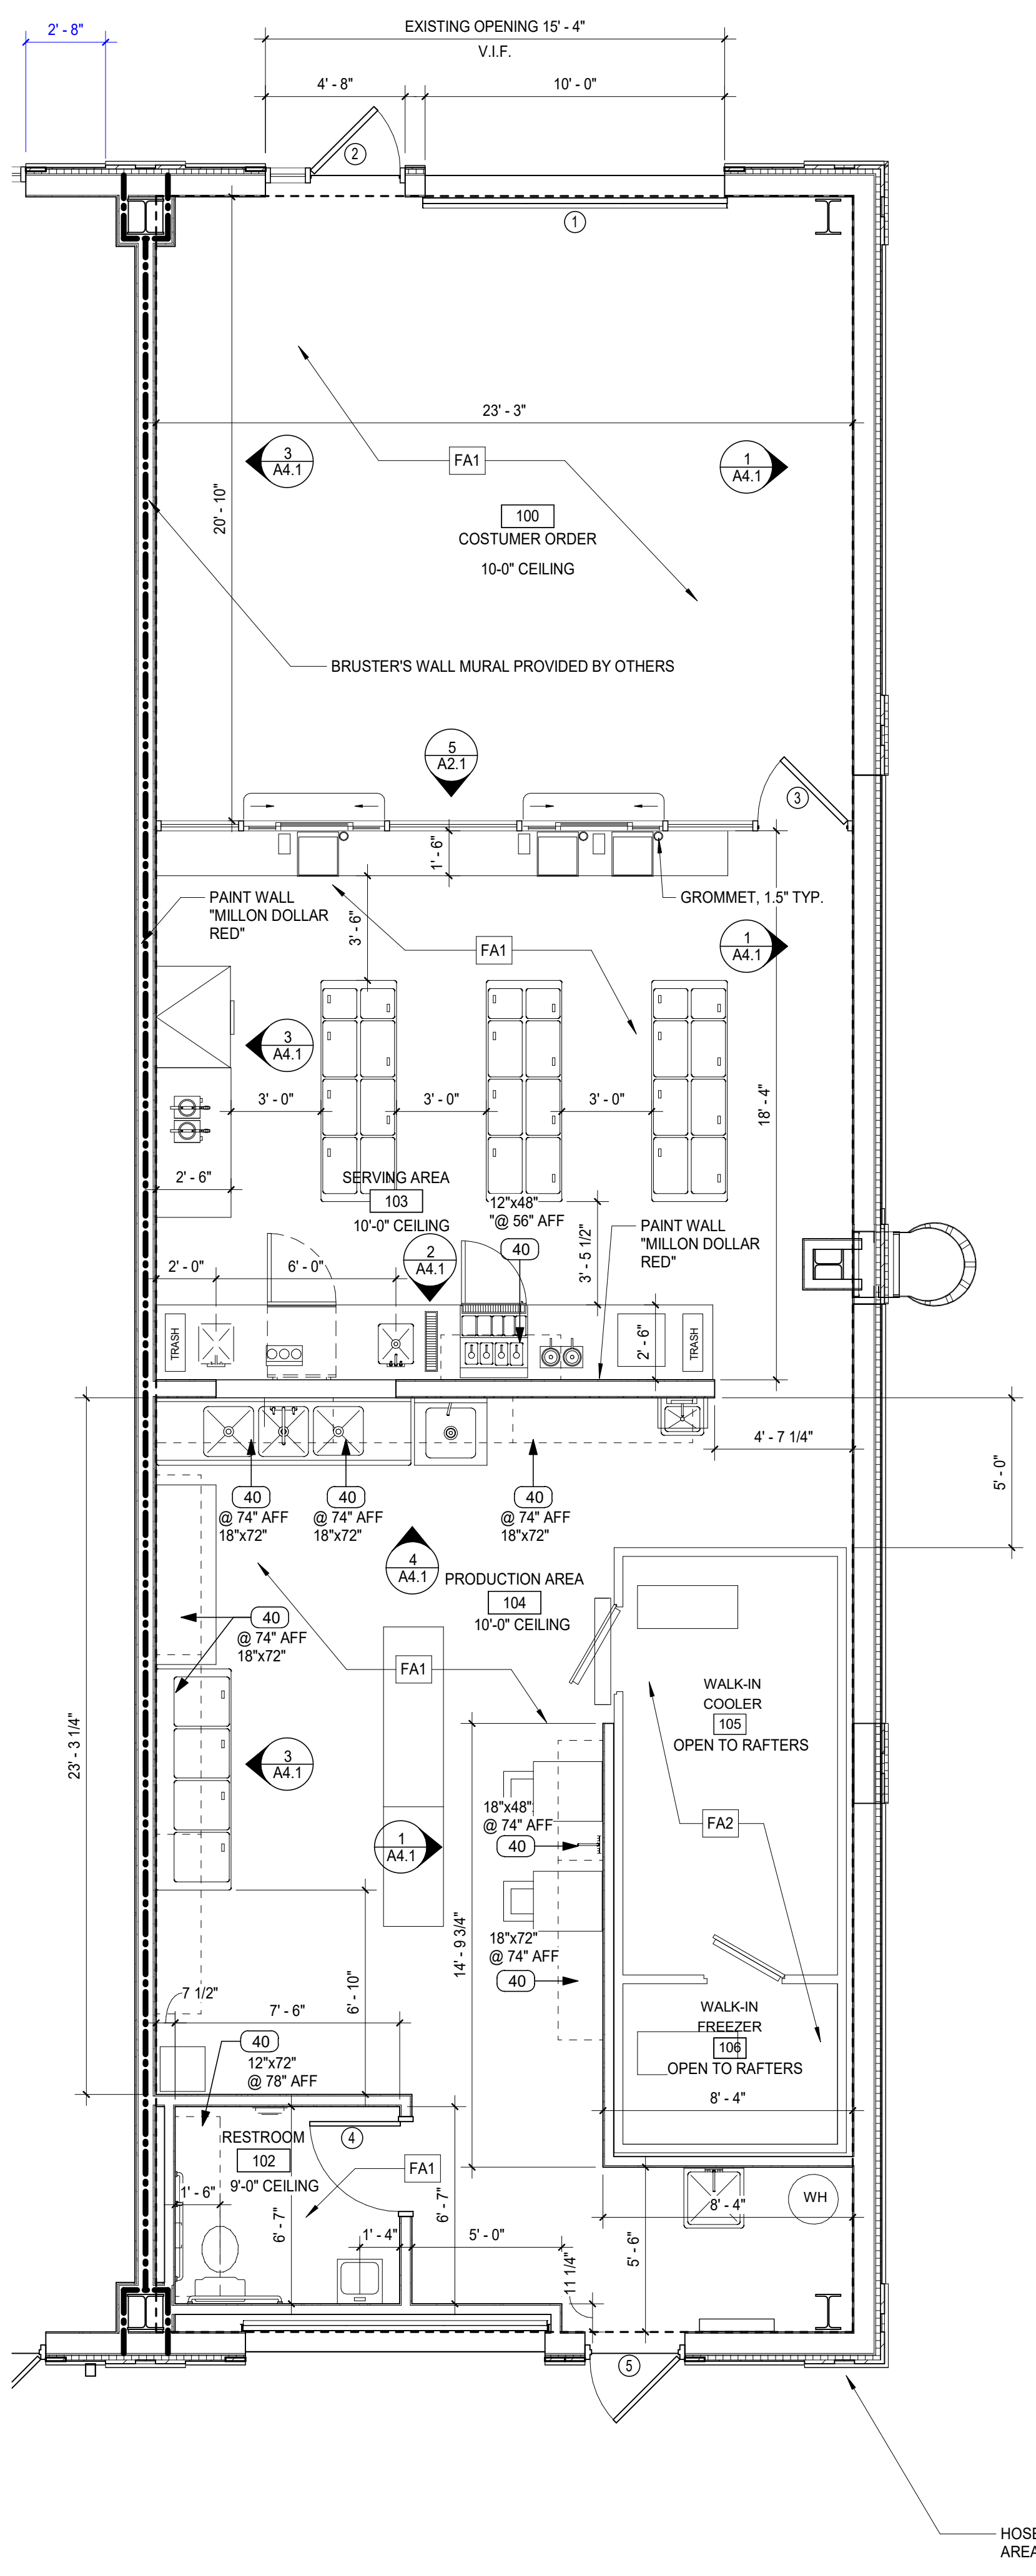 2' - 8"
EXISTING OPENING 15' - 4"
V.I.F.
4' - 8"
10' - 0"
2
1
23' - 3"
3
A4.1
FA1
1
A4.1
20' - 10"
100
COSTUMER ORDER
10-0" CEILING
BRUSTER'S WALL MURAL PROVIDED BY OTHERS
5
A2.1
3
1' - 6"
PAINT WALL
"MILLON DOLLAR
RED"
GROMMET, 1.5" TYP.
3' - 6"
FA1
1
A4.1
3
A4.1
3' - 0"
3' - 0"
3' - 0"
18' - 4"
2' - 6"
SERVING AREA
103
10'-0" CEILING
12"x48"
"@ 56" AFF
40
3' - 5 1/2"
PAINT WALL
"MILLON DOLLAR
RED"
2
A4.1
2' - 0"
6' - 0"
TRASH
2' - 6"
TRASH
4' - 7 1/4"
5' - 0"
40
@ 74" AFF
18"x72"
40
@ 74" AFF
18"x72"
40
@ 74" AFF
18"x72"
4
A4.1
PRODUCTION AREA
104
10'-0" CEILING
40
@ 74" AFF
18"x72"
FA1
WALK-IN
COOLER
105
OPEN TO RAFTERS
23' - 3 1/4"
3
A4.1
18"x48"
@ 74" AFF
40
1
A4.1
FA2
14' - 9 3/4"
18"x72"
@ 74" AFF
40
6' - 10"
7 1/2"
7' - 6"
WALK-IN
FREEZER
106
OPEN TO RAFTERS
40
12"x72"
@ 78" AFF
8' - 4"
RESTROOM
102
9'-0" CEILING
4
FA1
1' - 6"
6' - 7"
6' - 7"
WH
8' - 4"
1' - 4"
5' - 0"
5' - 6"
11 1/4"
5
HOSE
AREA